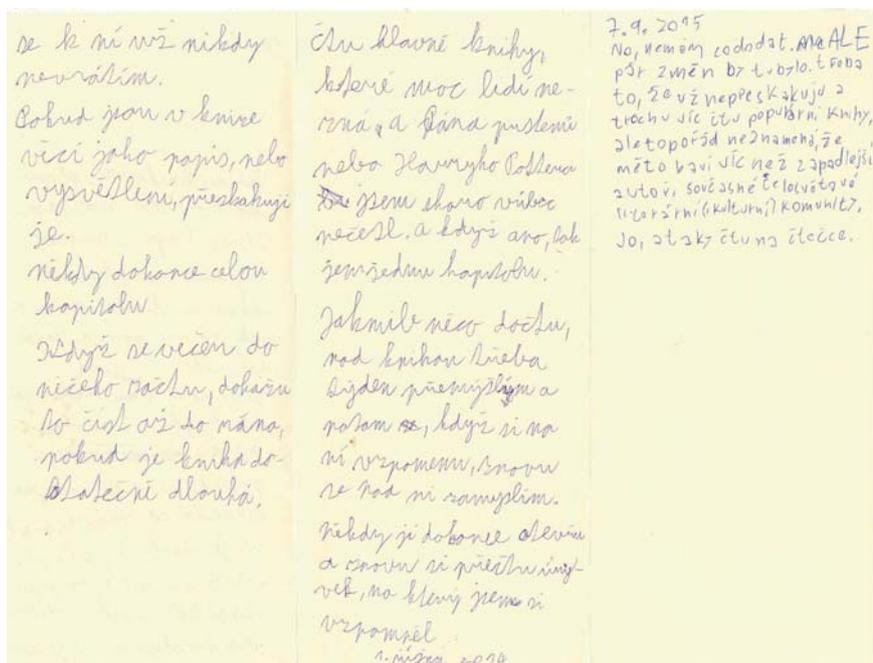 se k ní už nikdy
nevrátím.
Pokud jsou v knize
věci jako popis, nebo
vysvětlení, přeskakuji
je.
někdy dokonce celou
kapitolu
Když se večer do
něčeho začtu, dokážu
to číst až do rána,
pokud je kniha do-
statečně dlouhá.
čtu hlavně knihy,
které moc lidí ne-
zná, a Pána prstenů
nebo Harryho Pottera
jsem skoro vůbec
nečetl. a když ano, tak
jen jednu kapitolu.
Jakmile něco dočtu,
nad knihou třeba
týden přemýšlím a
potom, když si na
ní vzpomenu, znovu
se nad ní zamyslím.
někdy ji dokonce otevřu
a znovu si přečtu úry-
vek, na který jsem si
vzpomněl
1. října
7.9. 2015
No, nemám co dodat. ALE
pár změn by tu bylo. třeba
to, že už nepřeskakuju a
trochu víc čtu populární knihy,
ale to pořád neznamená, že
mě to baví víc než zapadlejší
autoři současné celosvětové
literární (i kulturní) komunity.
Jo, a taky čtu na čtečce.